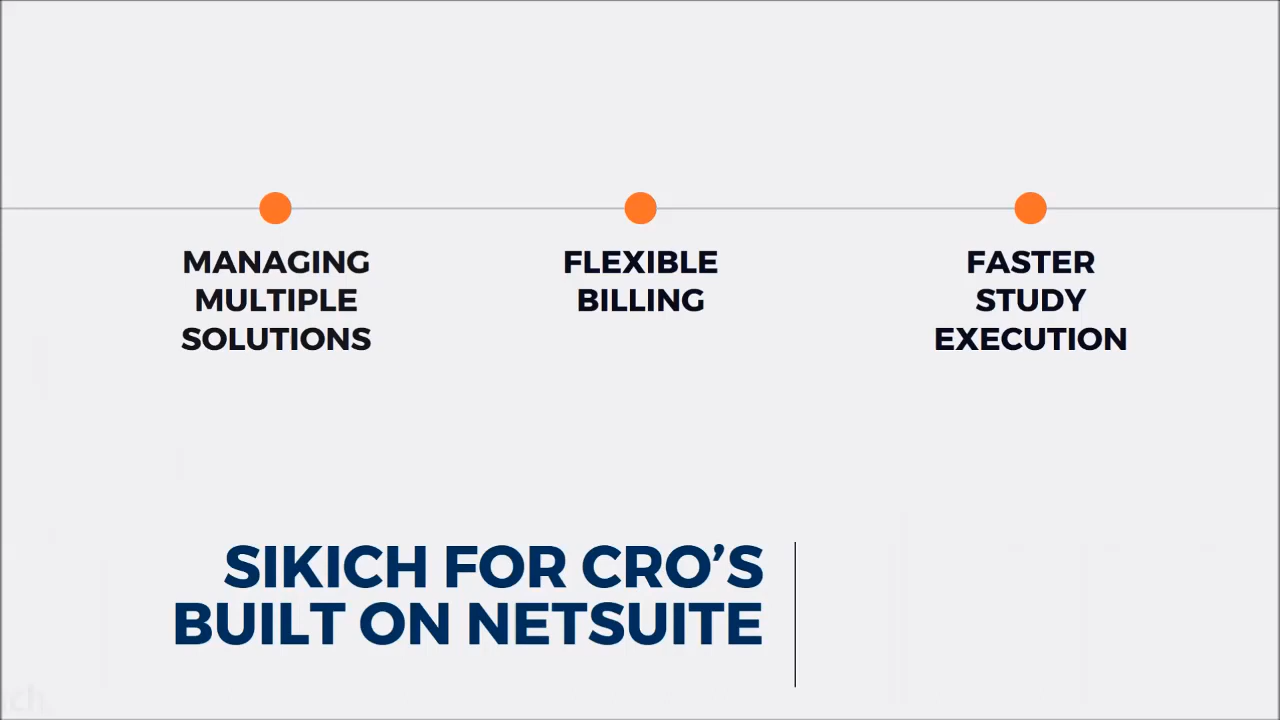 MANAGING
MULTIPLE
SOLUTIONS
FLEXIBLE
BILLING
FASTER
STUDY
EXECUTION
SIKICH FOR CRO’S
BUILT ON NETSUITE